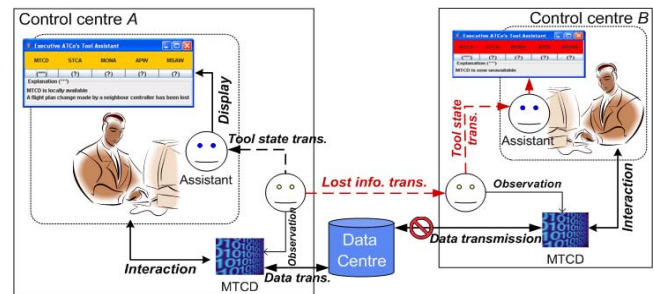 Control centre A
Executive ATCo's Tool Assistant
MTCD STCA MONA APW MSAW
(***) (?) (?) (?) (?)
Explanation (***)
MTCD is locally available
A flight plan change made by a neighbour controller has been lost
Display
Tool state trans.
Assistant
Observation
Interaction
MTCD
Data trans.
Lost info. trans.
Data
Centre
Control centre B
Executive ATCo's Tool Assistant
(?) (?) (?) (?)
Explanation (***)
MTCD is now unavailable
Tool state
trans.
Assistant
Observation
Interaction
Data transmission
MTCD